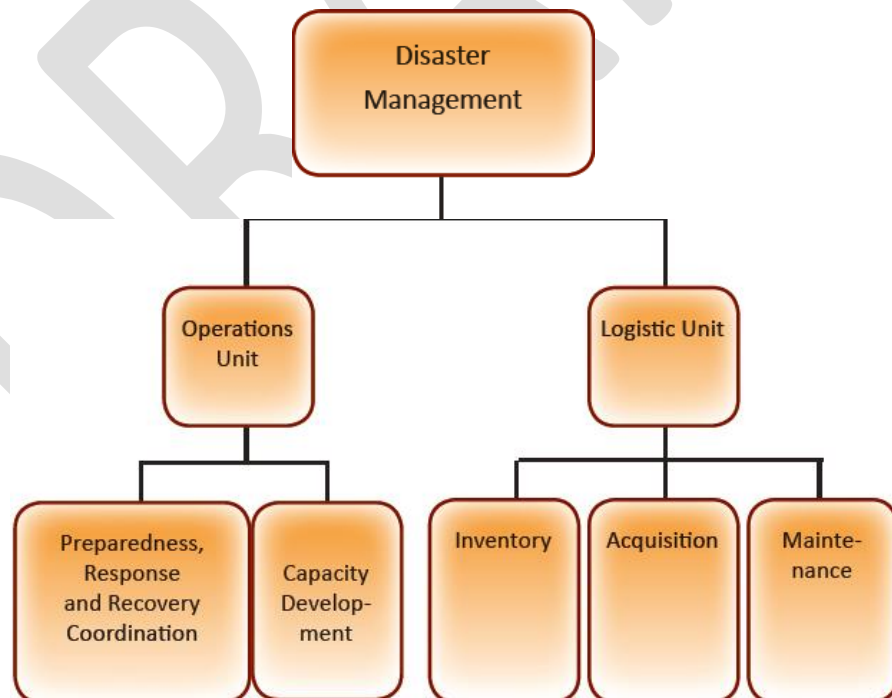 Disaster
Management
Operations
Unit
Logistic Unit
Preparedness,
Response
and Recovery
Coordination
Capacity
Develop-
ment
Inventory
Acquisition
Mainte-
nance